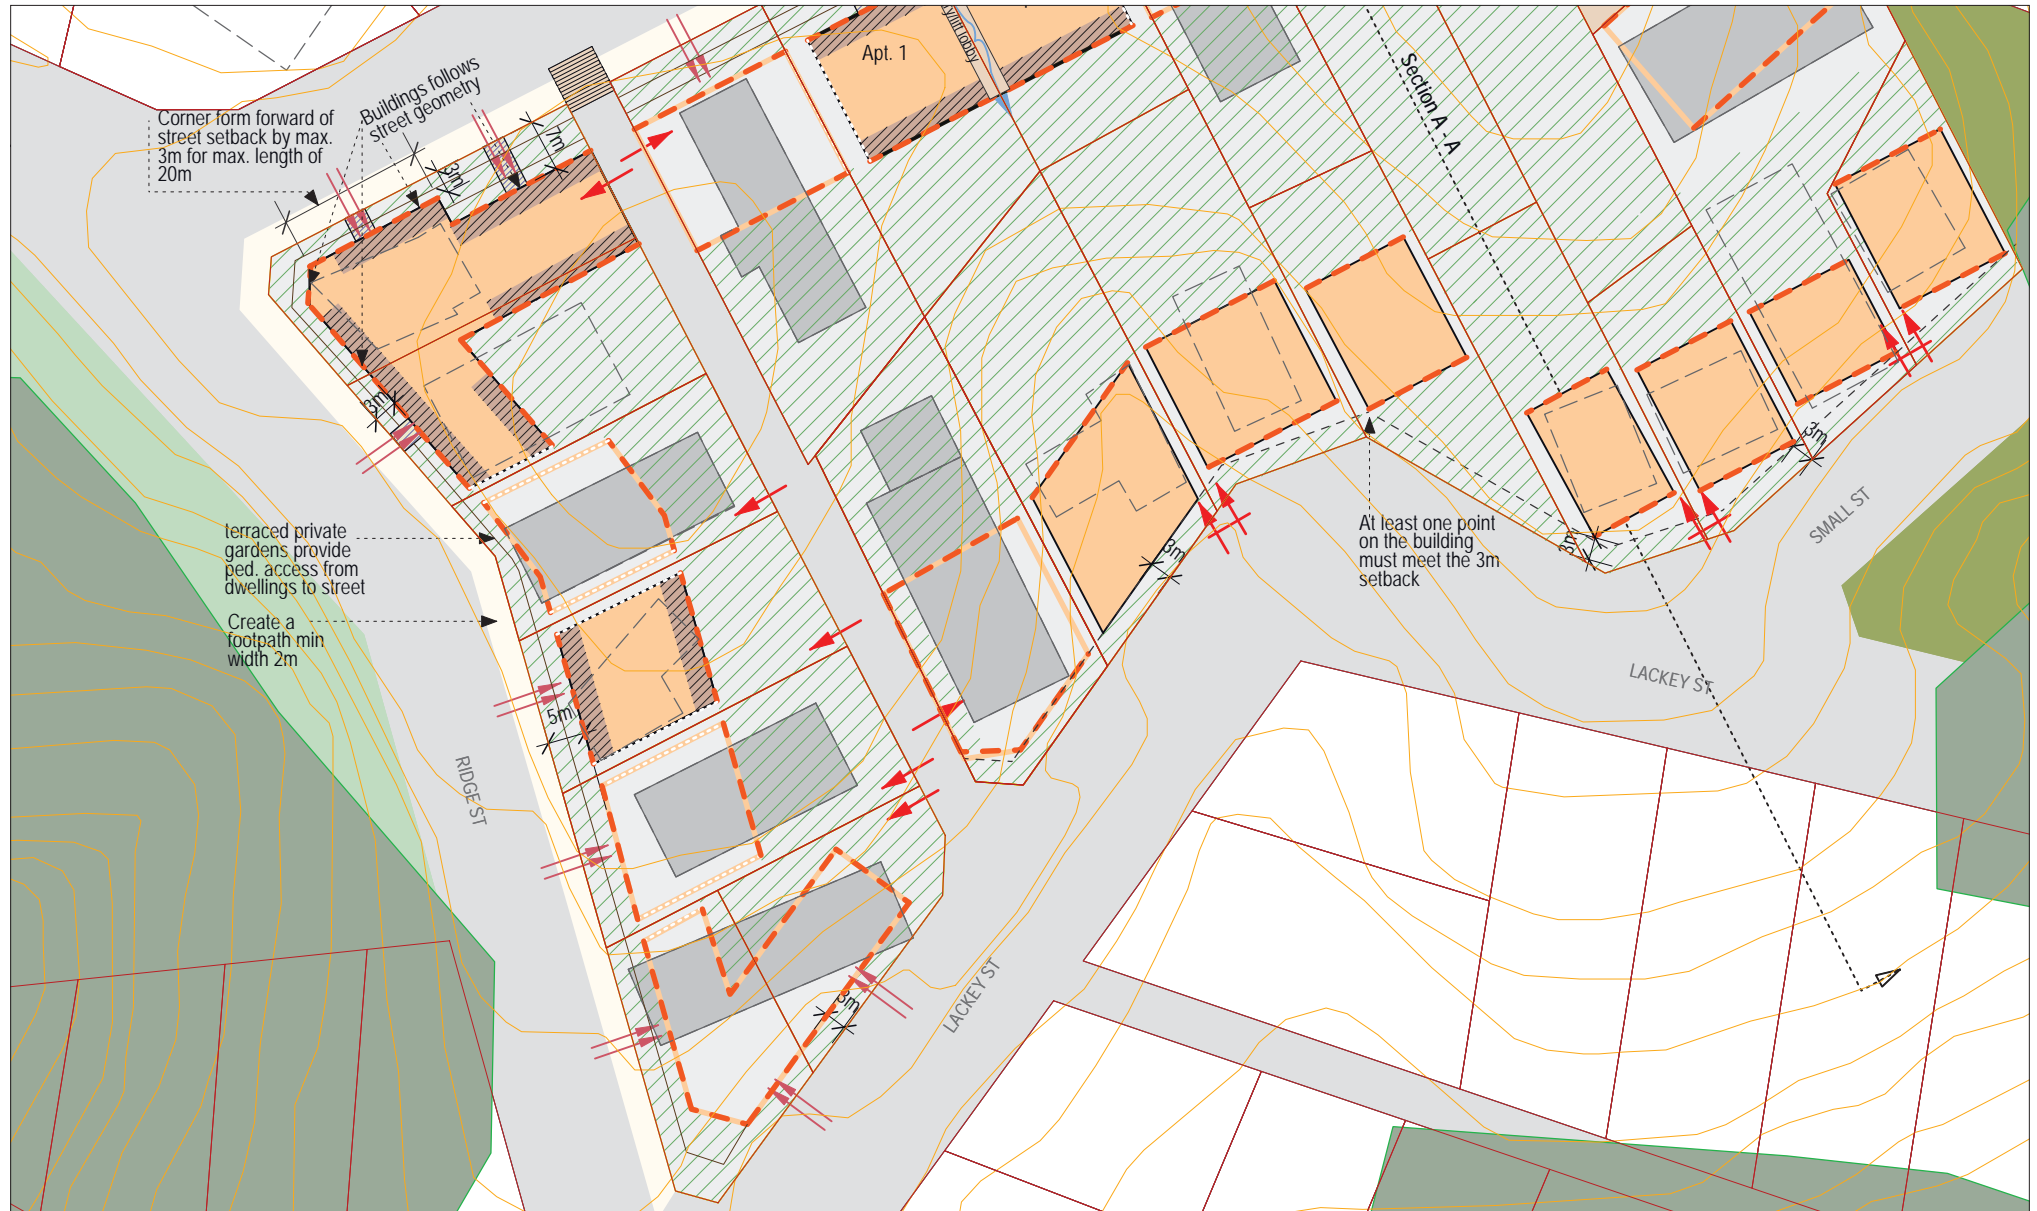 Apt. 1
lobby
Section A - A
Buildings follows
street geometry
Corner form forward of
street setback by max.
3m for max. length of
20m
7m
3m
3m
terraced private
gardens provide
ped. access from
dwellings to street
Create a
footpath min
width 2m
5m
RIDGE ST
3m
At least one point
on the building
must meet the 3m
setback
3m
3m
SMALL ST
LACKEY ST
LACKEY ST
3m